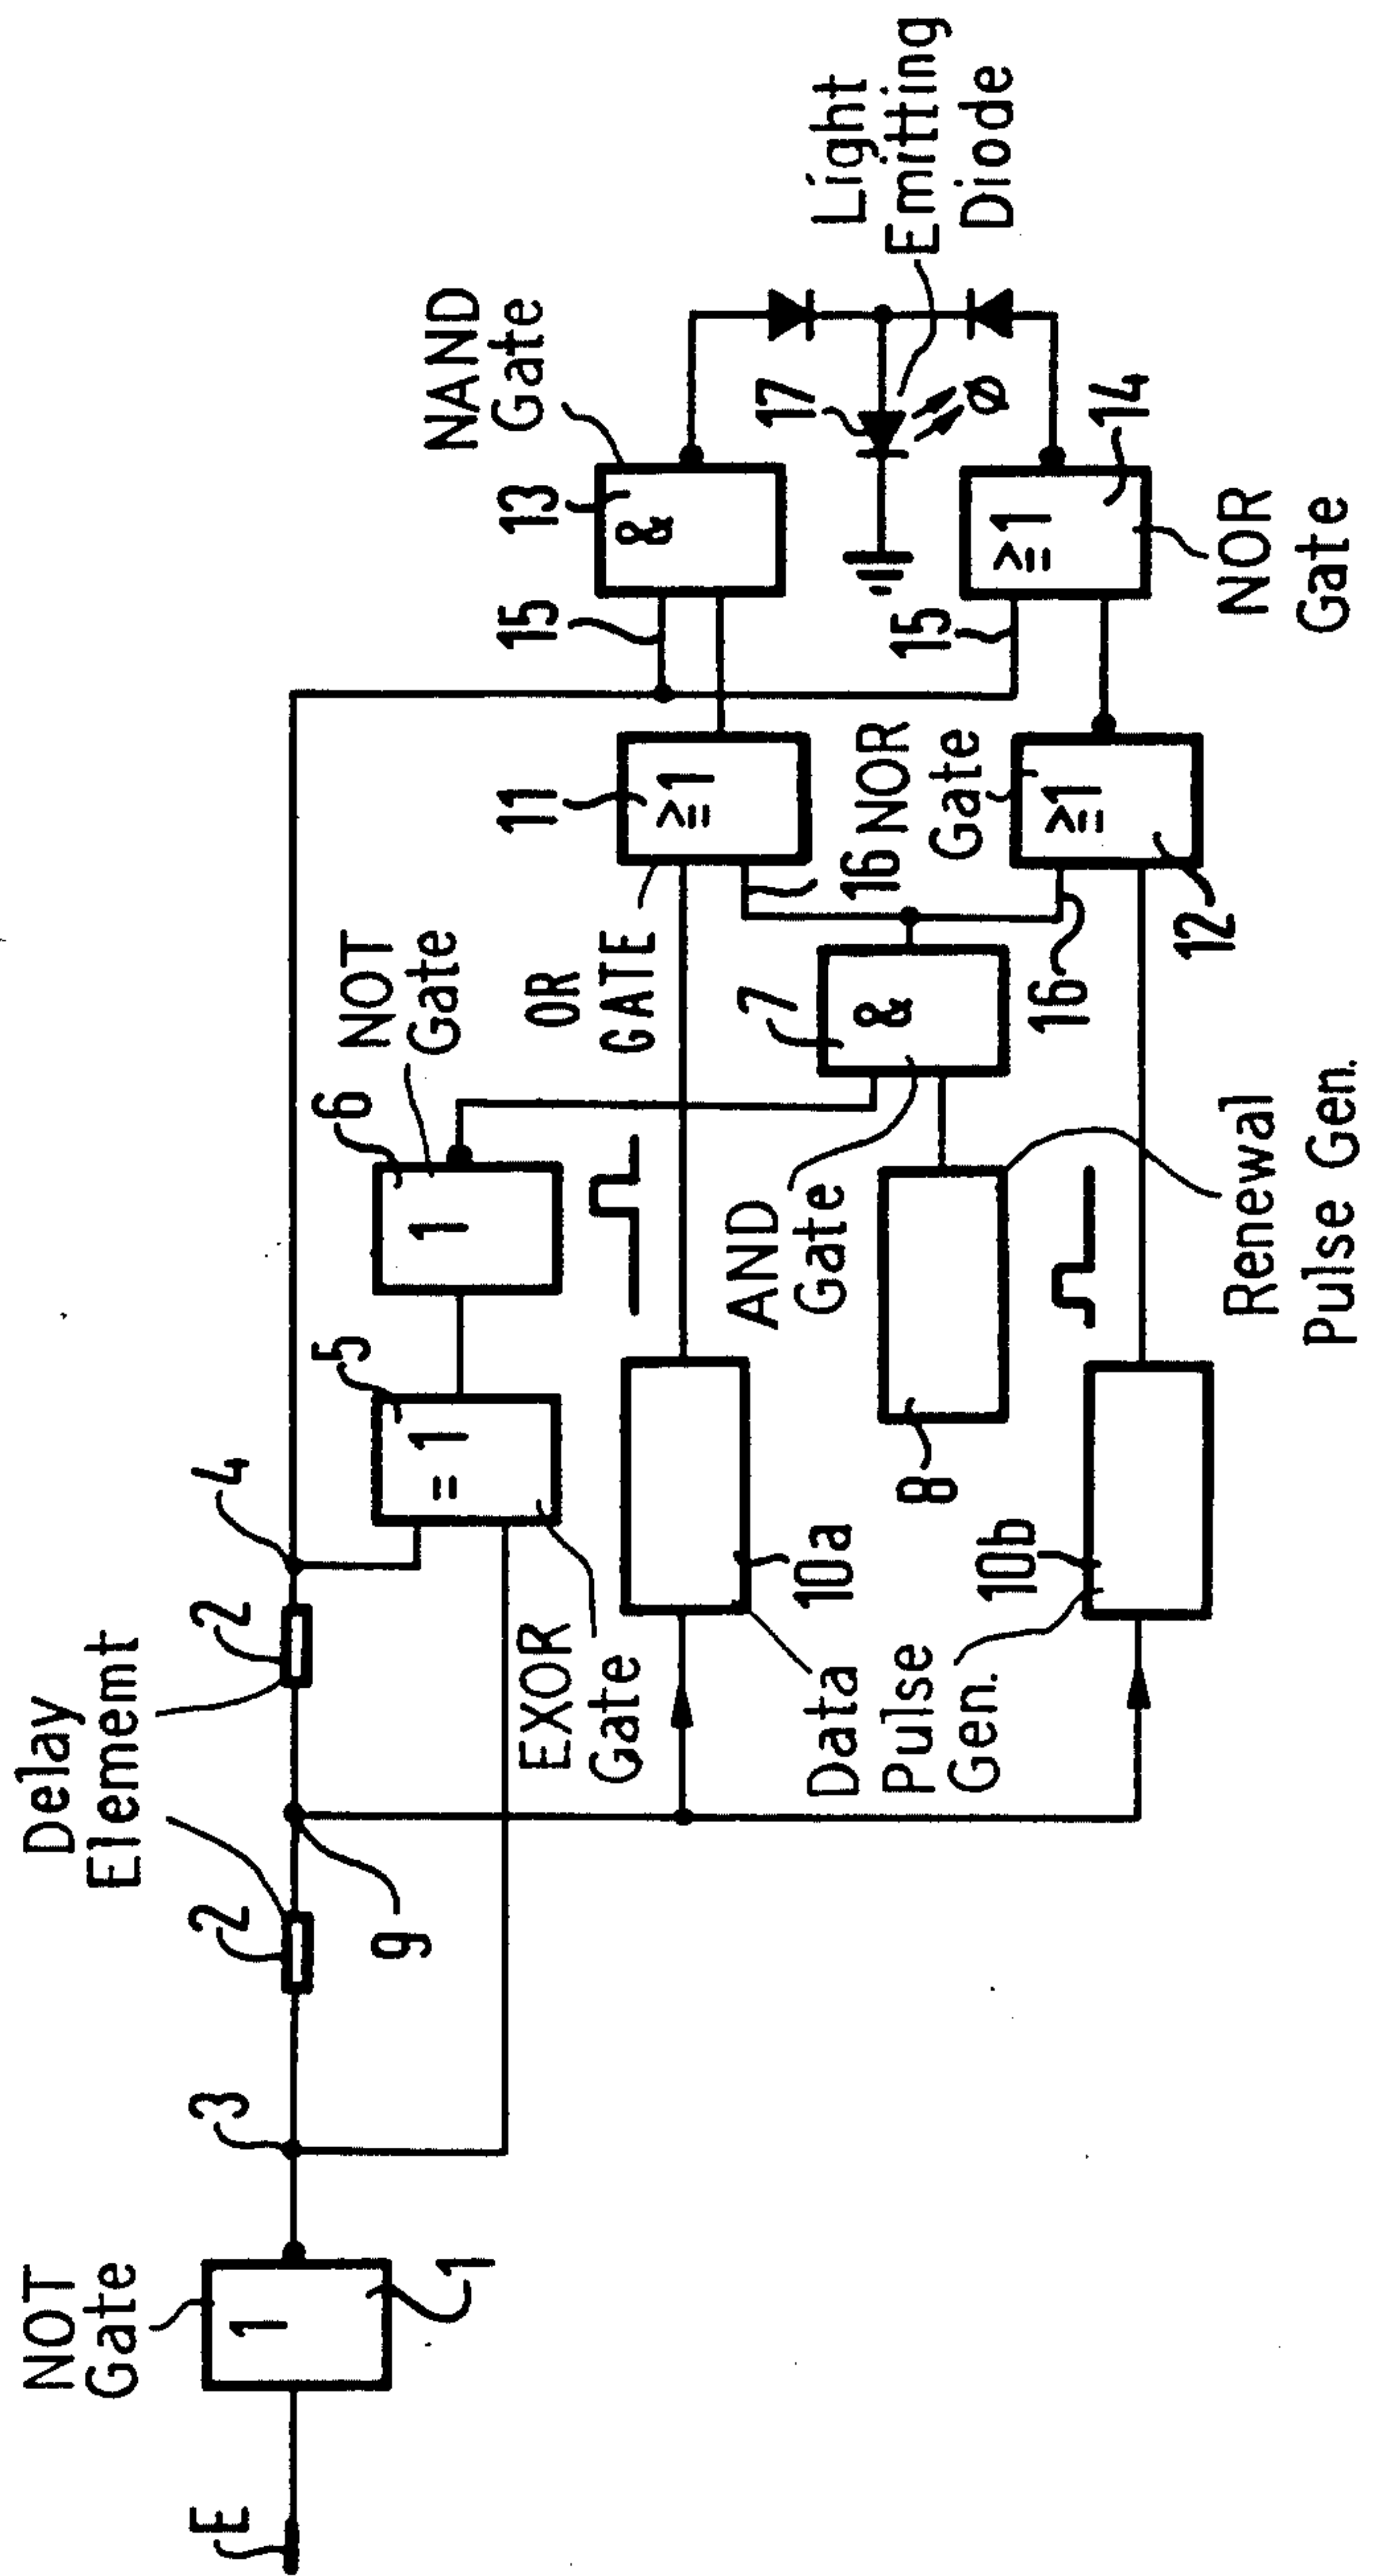 E
NOT
Gate
1
1
3
Delay
Elememt
2
2
9
4
EXOR
Gate
= 1
5
1
6
NOT
Gate
Data
Pulse
Gen.
10a
10b
8
Renewal
Pulse Gen.
AND
Gate
&
7
OR
GATE
≥1
11
16
16
NOR
Gate
≥1
12
15
15
&
13
NAND
Gate
≥1
14
NOR
Gate
17
Ø
Light
Emitting
Diode